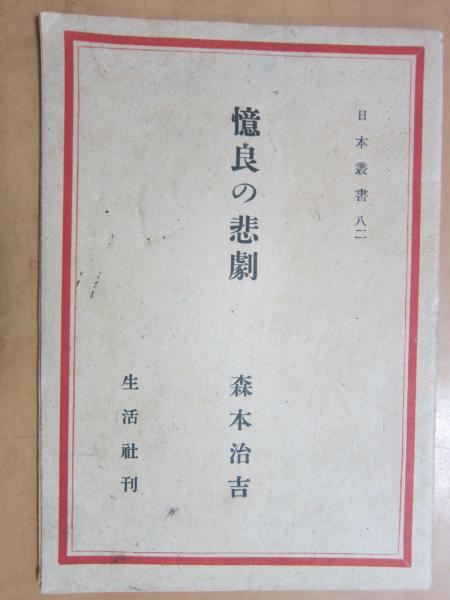 日本叢書 八二
憶良の悲劇
森本治吉
生活社刊